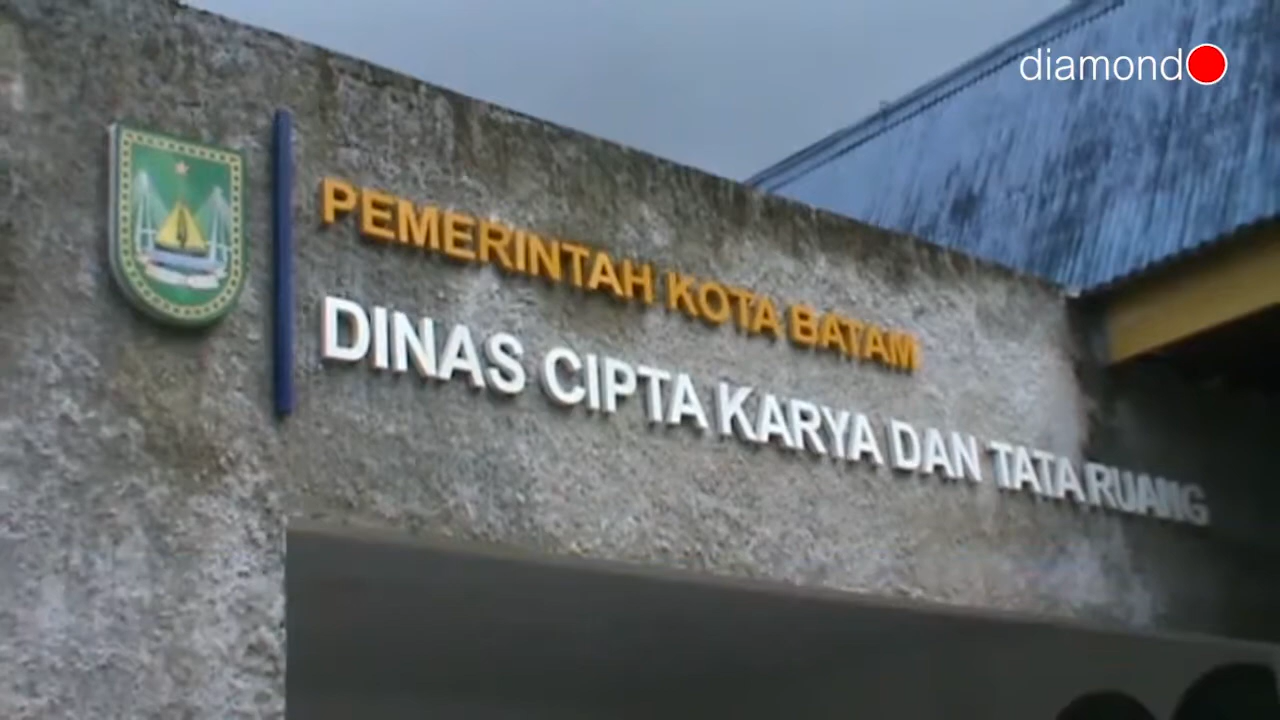 diamond
PEMERINTAH KOTA BATAM
DINAS CIPTA KARYA DAN TATA RUANG